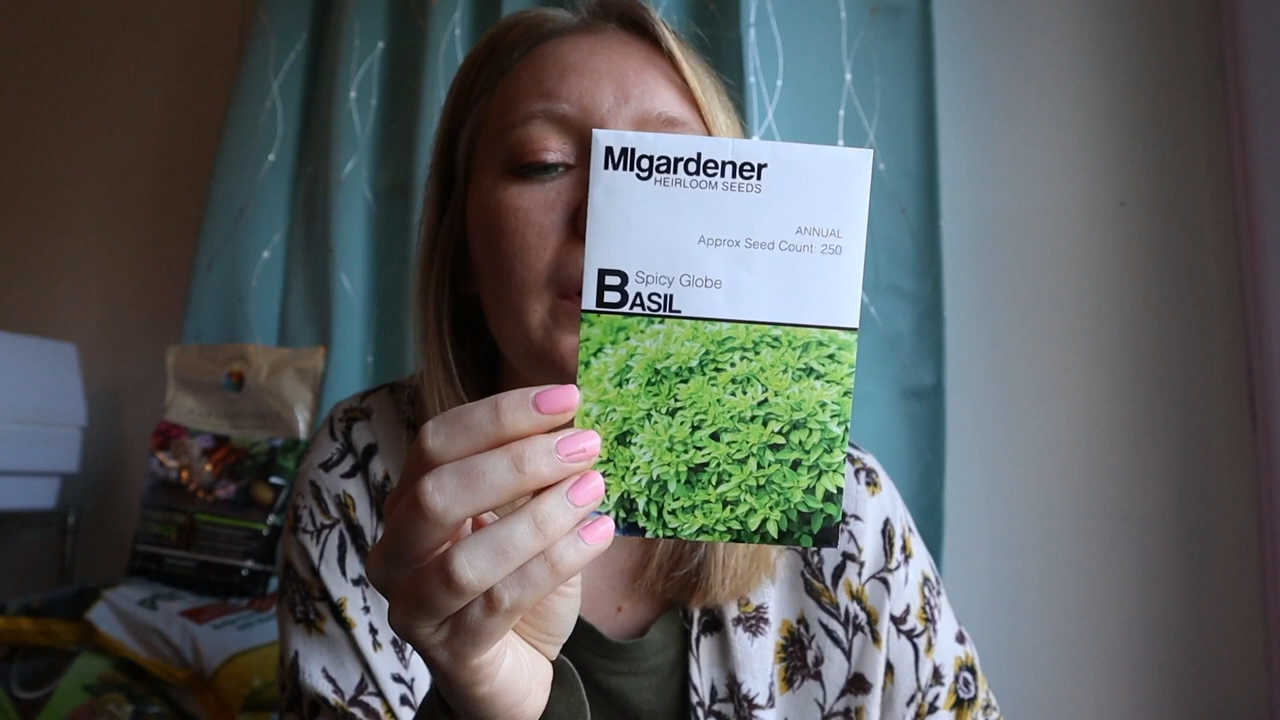 MIgardener
HEIRLOOM SEEDS
ANNUAL
Approx Seed Count: 250
Spicy Globe
BASIL